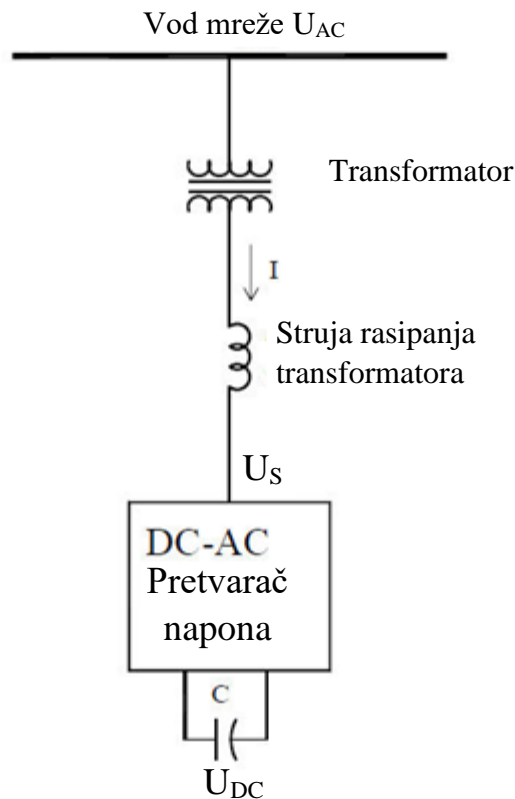 Vod mreže UAC
Transformator
I
Struja rasipanja
transformatora
US
DC-AC
Pretvarač
napona
C
UDC